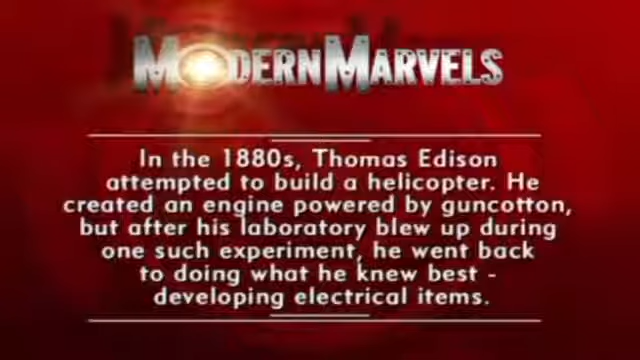 MODERN MARVELS
In the 1880s, Thomas Edison
attempted to build a helicopter. He
created an engine powered by guncotton,
but after his laboratory blew up during
one such experiment, he went back
to doing what he knew best -
developing electrical items.